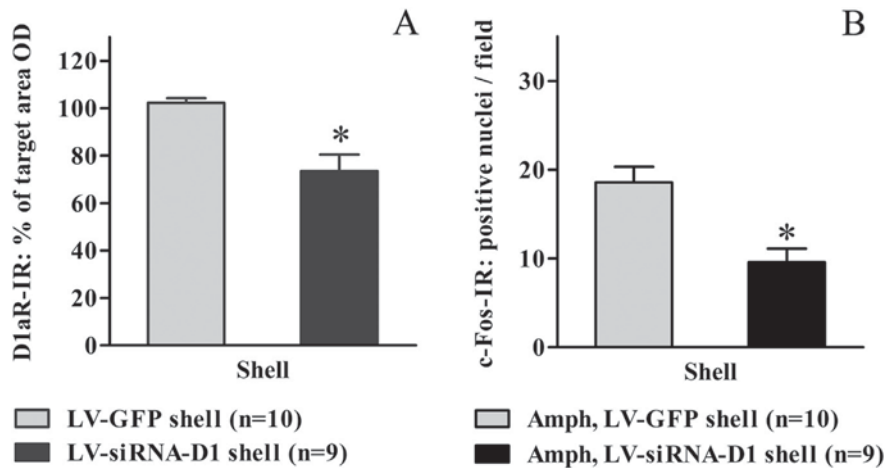 A
D1aR-IR: % of target area OD
120
100
80
60
40
20
0
*
Shell
LV-GFP shell (n=10)
LV-siRNA-D1 shell (n=9)
B
c-Fos-IR: positive nuclei / field
30
20
10
0
*
Shell
Amph, LV-GFP shell (n=10)
Amph, LV-siRNA-D1 shell (n=9)